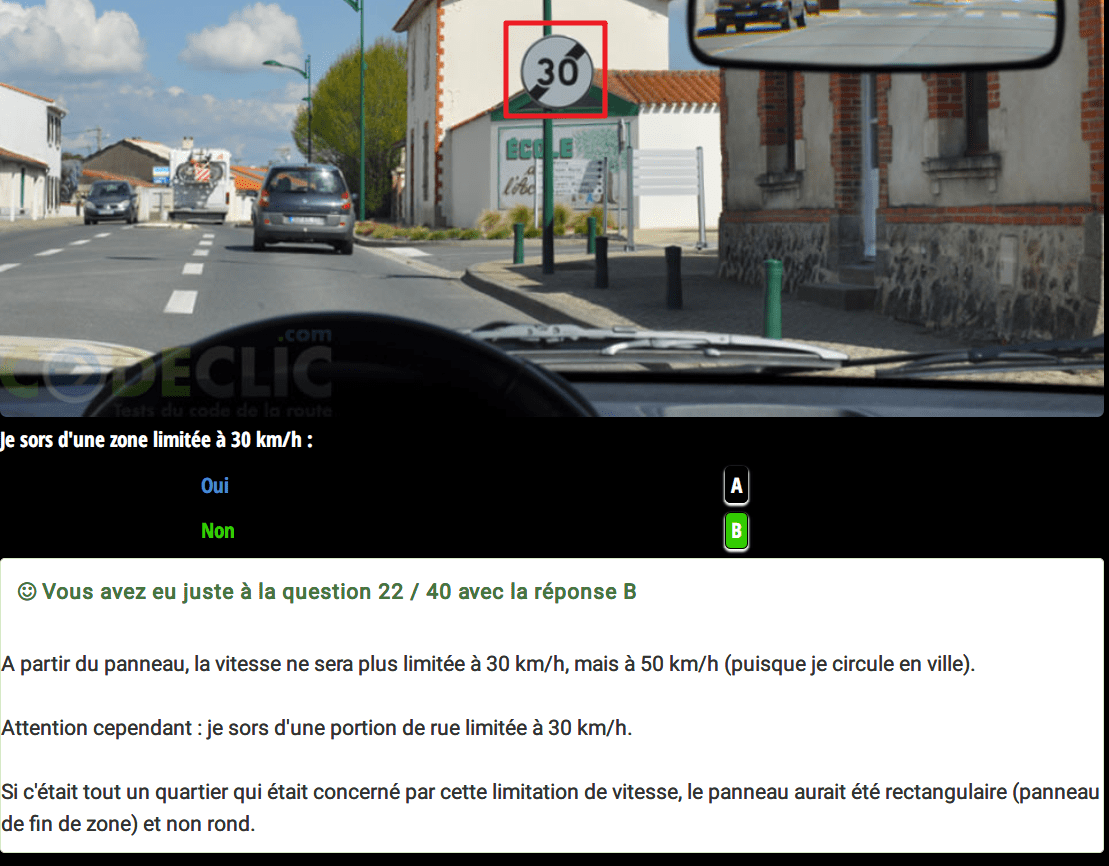 30
ÉCOLE
.com
CODECLIC
Tests du code de la route
Je sors d'une zone limitée à 30 km/h :
Oui
A
Non
B
Vous avez eu juste à la question 22 / 40 avec la réponse B
A partir du panneau, la vitesse ne sera plus limitée à 30 km/h, mais à 50 km/h (puisque je circule en ville).
Attention cependant : je sors d'une portion de rue limitée à 30 km/h.
Si c'était tout un quartier qui était concerné par cette limitation de vitesse, le panneau aurait été rectangulaire (panneau
de fin de zone) et non rond.